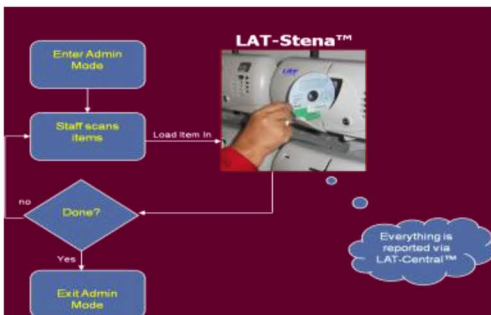 LAT-Stena™
Enter Admin
Mode
Staff scans
items
Load Item In
LAT
no
Done?
Yes
Everything is
reported via
LAT-Central™
Exit Admin
Mode